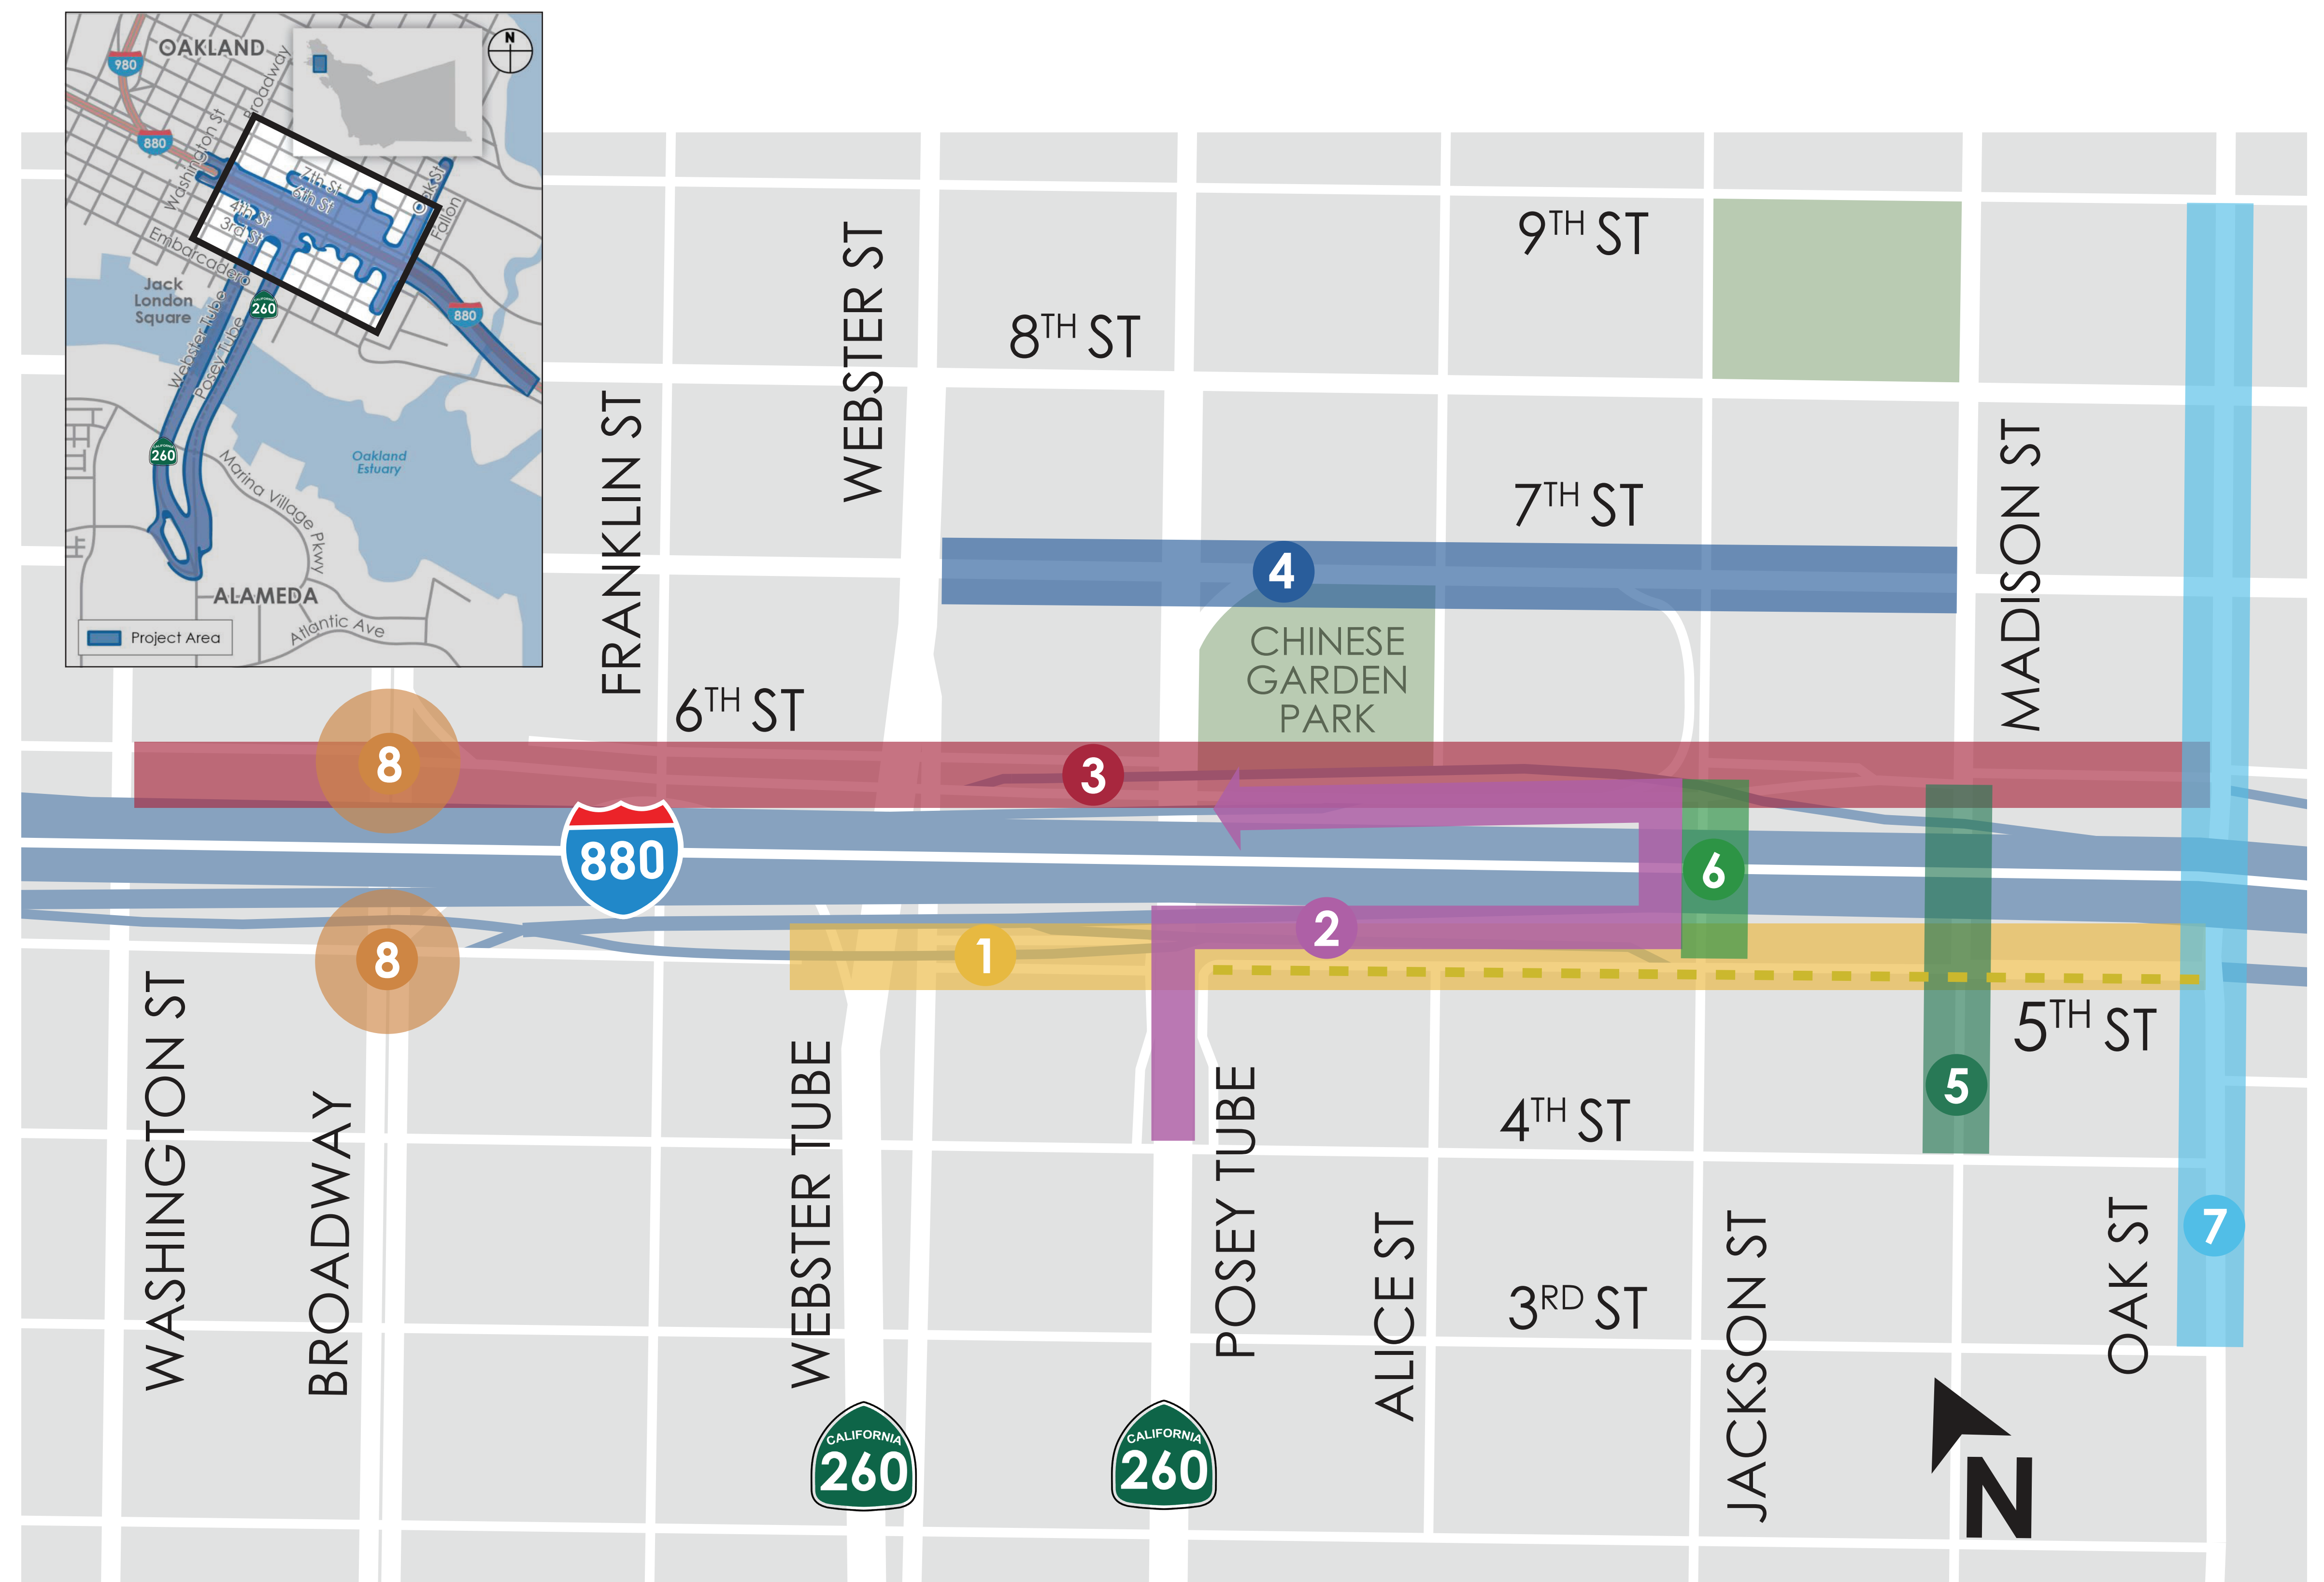 OAKLAND
N
980
Broadway
880
Washington St
7th St
6th St
Oak St
4th St
3rd St
Fallon
Embarcadero
Jack
London
Square
CALIFORNIA
260
880
Webster Tube
Posey Tube
CALIFORNIA
260
Oakland
Estuary
Marina Village Pkwy
ALAMEDA
Atlantic Ave
Project Area
9TH ST
WEBSTER ST
8TH ST
FRANKLIN ST
7TH ST
MADISON ST
4
CHINESE
GARDEN
PARK
6TH ST
8
3
880
6
2
1
8
5TH ST
WASHINGTON ST
BROADWAY
WEBSTER TUBE
POSEY TUBE
5
4TH ST
ALICE ST
JACKSON ST
OAK ST
7
3RD ST
CALIFORNIA
260
CALIFORNIA
260
N